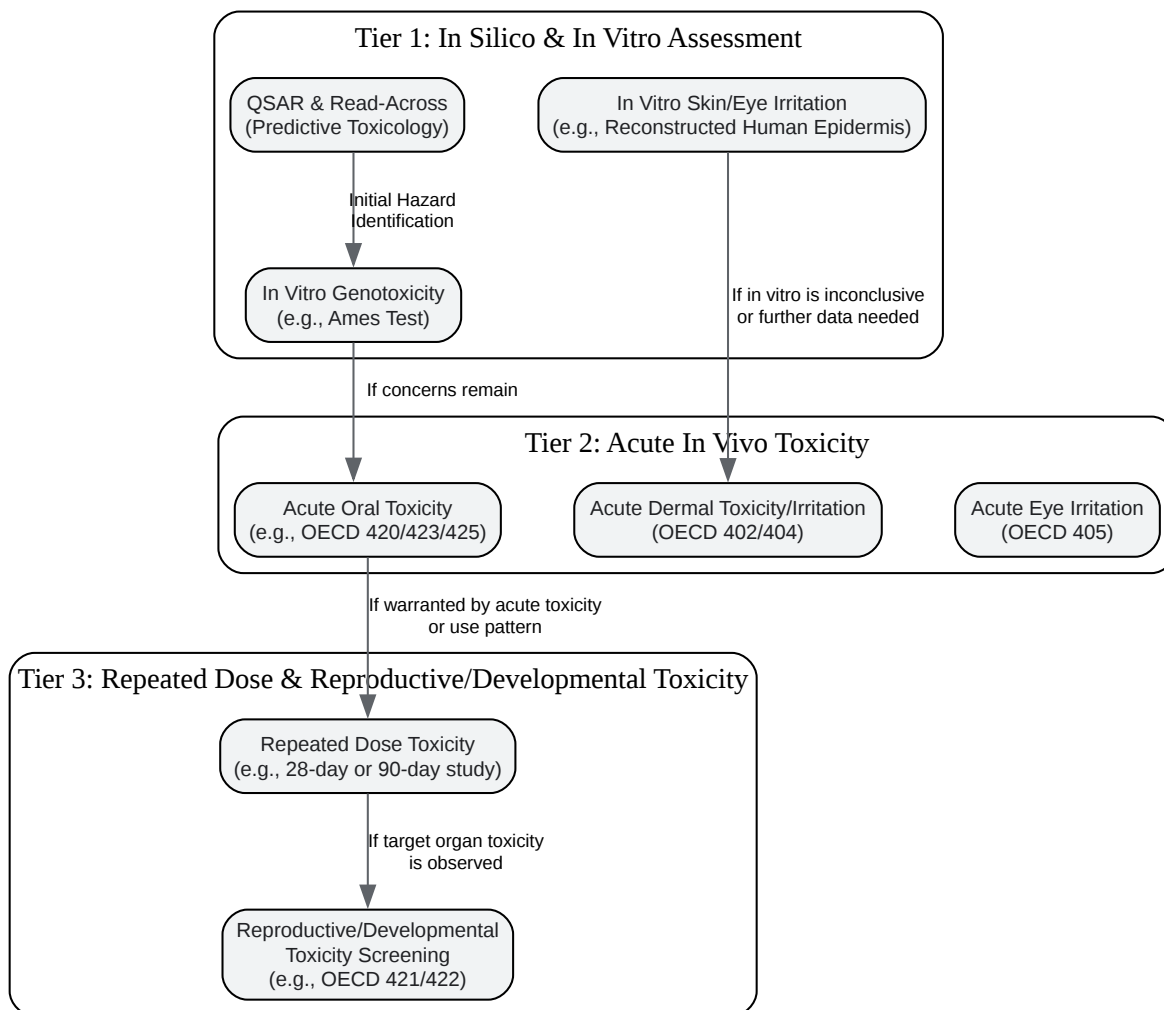 Tier 1: In Silico & In Vitro Assessment
QSAR & Read-Across
(Predictive Toxicology)
In Vitro Skin/Eye Irritation
(e.g., Reconstructed Human Epidermis)
Initial Hazard
Identification
In Vitro Genotoxicity
(e.g., Ames Test)
If in vitro is inconclusive
or further data needed
If concerns remain
Tier 2: Acute In Vivo Toxicity
Acute Oral Toxicity
(e.g., OECD 420/423/425)
Acute Dermal Toxicity/Irritation
(OECD 402/404)
Acute Eye Irritation
(OECD 405)
If warranted by acute toxicity
or use pattern
Tier 3: Repeated Dose & Reproductive/Developmental Toxicity
Repeated Dose Toxicity
(e.g., 28-day or 90-day study)
If target organ toxicity
is observed
Reproductive/Developmental
Toxicity Screening
(e.g., OECD 421/422)